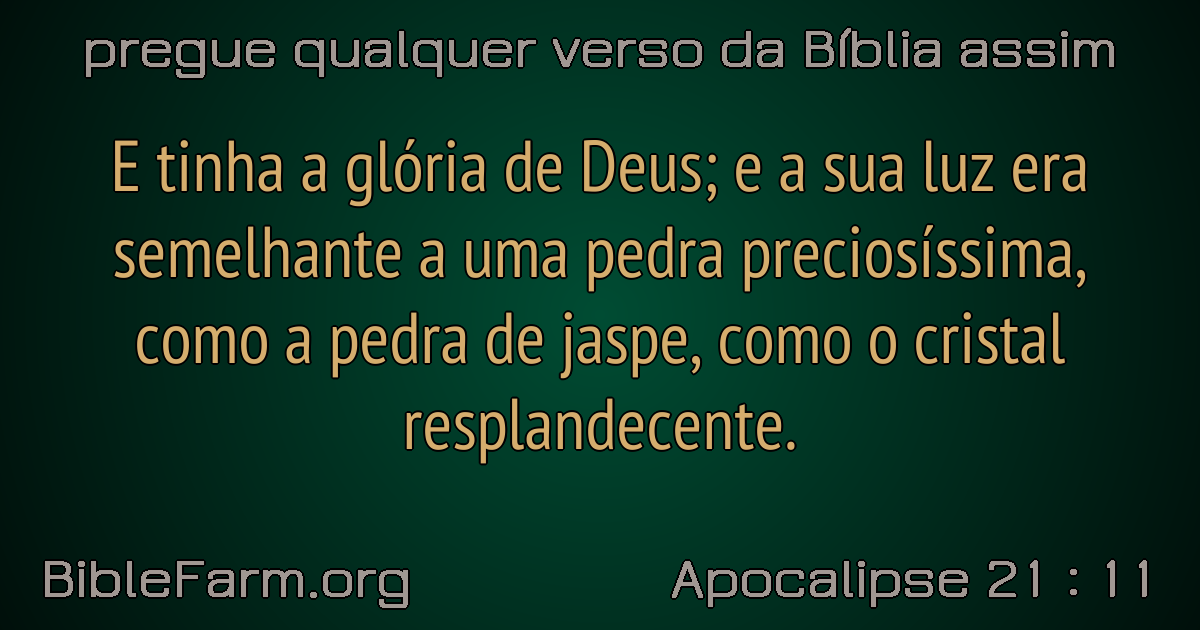 pregue qualquer verso da Bíblia assim
E tinha a glória de Deus; e a sua luz era
semelhante a uma pedra preciosíssima,
como a pedra de jaspe, como o cristal
resplandecente.
BibleFarm.org
Apocalipse 21 : 11